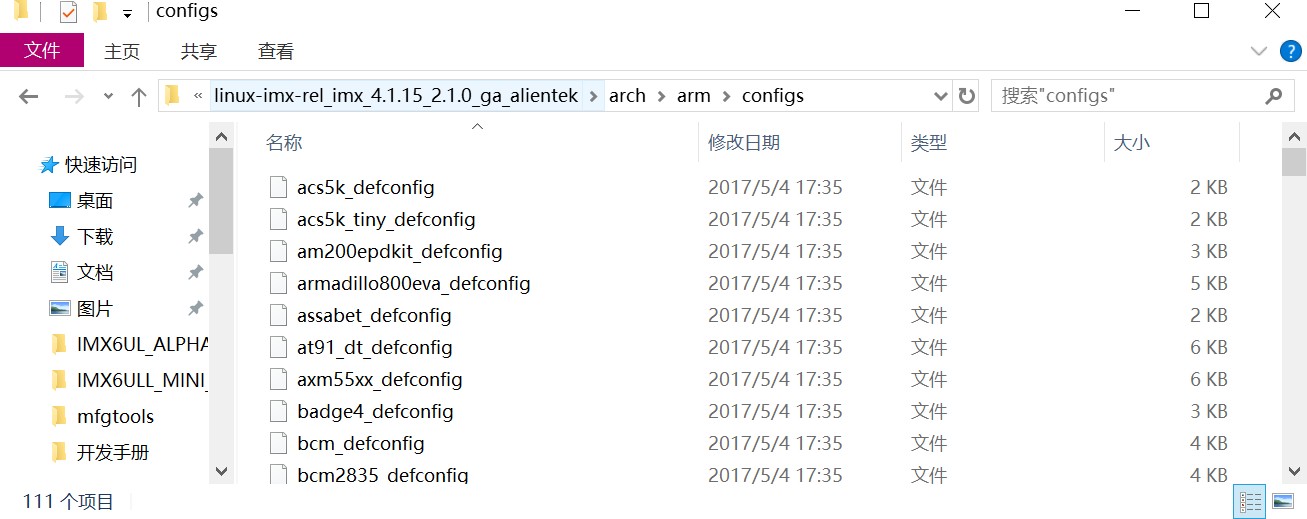 configs
文件 主页 共享 查看
« linux-imx-rel_imx_4.1.15_2.1.0_ga_alientek > arch > arm > configs 搜索"configs"
名称 修改日期 类型 大小
快速访问
桌面
下载
文档
图片
IMX6UL_ALPHA
IMX6ULL_MINI_
mfgtools
开发手册
acs5k_defconfig 2017/5/4 17:35 文件 2 KB
acs5k_tiny_defconfig 2017/5/4 17:35 文件 2 KB
am200epdkit_defconfig 2017/5/4 17:35 文件 3 KB
armadillo800eva_defconfig 2017/5/4 17:35 文件 5 KB
assabet_defconfig 2017/5/4 17:35 文件 2 KB
at91_dt_defconfig 2017/5/4 17:35 文件 6 KB
axm55xx_defconfig 2017/5/4 17:35 文件 6 KB
badge4_defconfig 2017/5/4 17:35 文件 3 KB
bcm_defconfig 2017/5/4 17:35 文件 4 KB
bcm2835_defconfig 2017/5/4 17:35 文件 4 KB
111 个项目